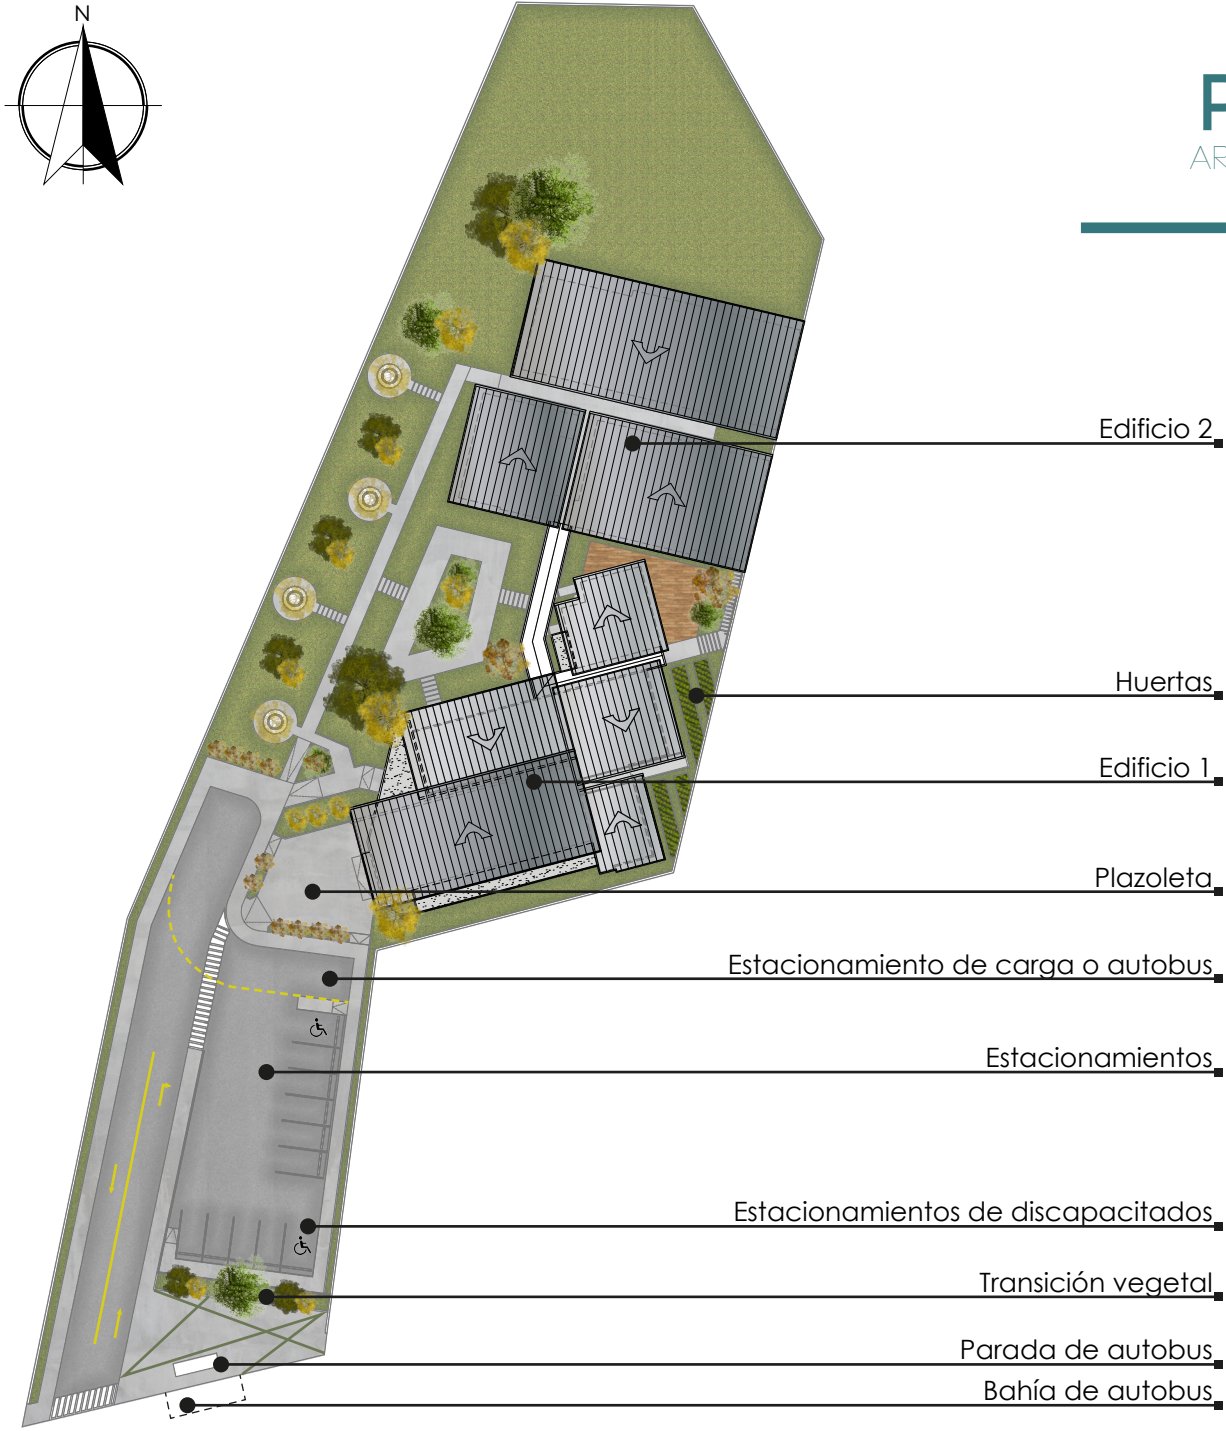 N
Edificio 2
Huertas
Edificio 1
Plazoleta
Estacionamiento de carga o autobus
Estacionamientos
Estacionamientos de discapacitados
Transición vegetal
Parada de autobus
Bahía de autobus